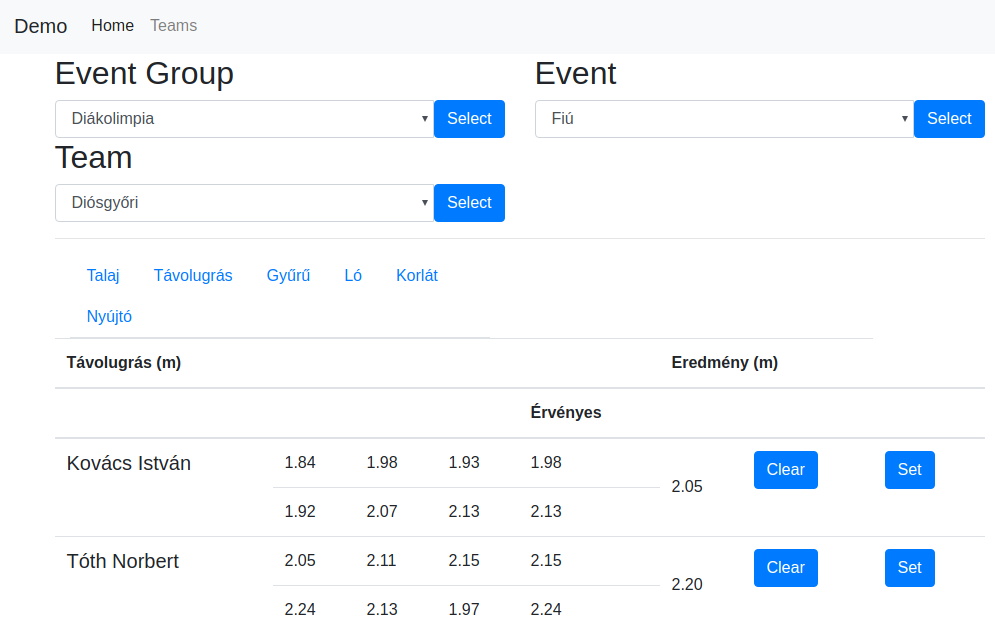 Demo Home Teams
Event Group Event
Diákolimpia Select Fiú Select
Team
Diósgyőri Select
Talaj Távolugrás Gyűrű Ló Korlát
Nyújtó
Távolugrás (m) Eredmény (m)
Érvényes
Kovács István 1.84 1.98 1.93 1.98 Clear Set
2.05
1.92 2.07 2.13 2.13
Tóth Norbert 2.05 2.11 2.15 2.15 Clear Set
2.20
2.24 2.13 1.97 2.24